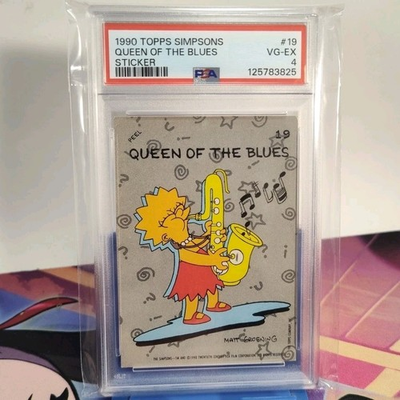 1990 TOPPS SIMPSONS #19
QUEEN OF THE BLUES VG-EX
STICKER 4
PSA 125783825
PEEL
19
QUEEN OF THE BLUES
MATT GROENING